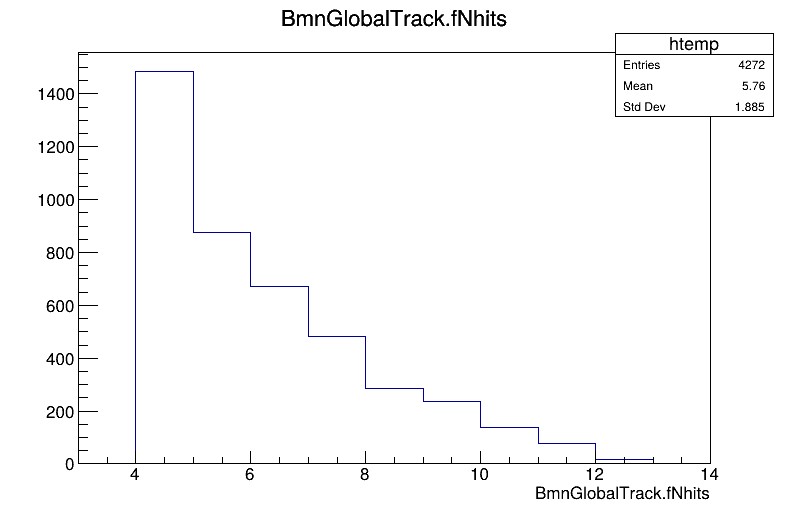 BmnGlobalTrack.fNhits
htemp
Entries 4272
Mean 5.76
Std Dev 1.885
1400
1200
1000
800
600
400
200
0
4 6 8 10 12 14
BmnGlobalTrack.fNhits